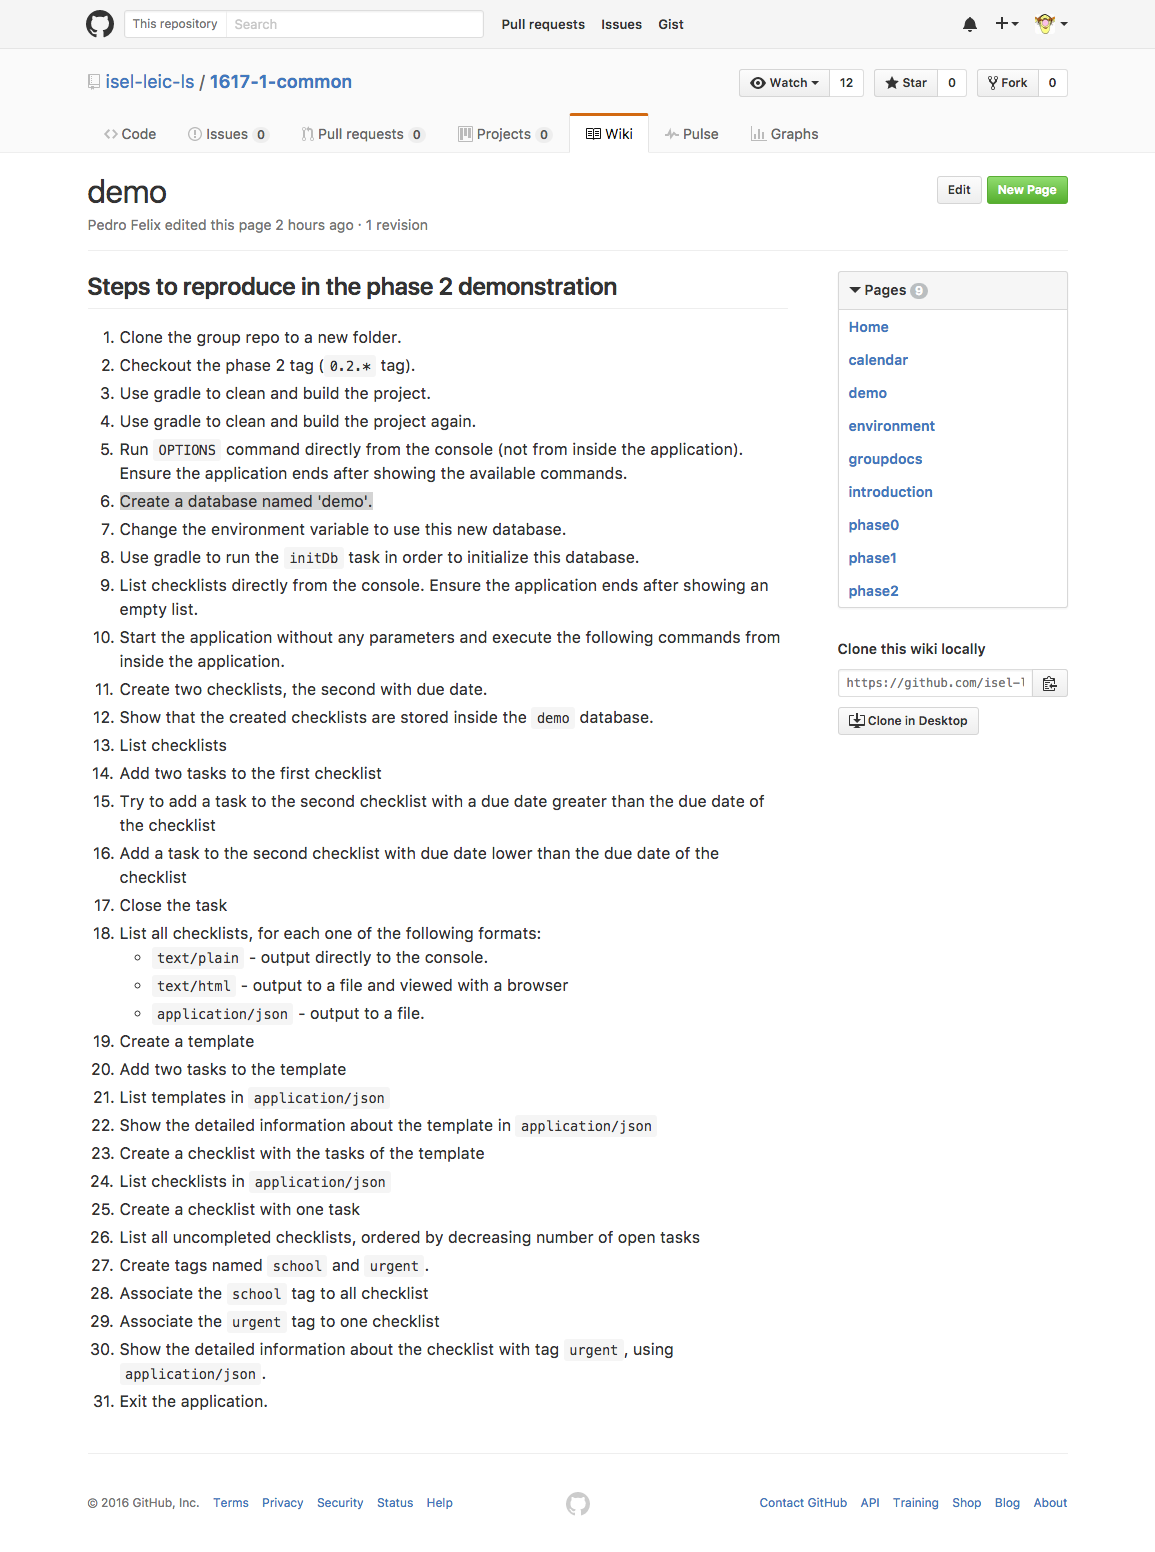 This repository Search Pull requests Issues Gist
isel-leic-ls / 1617-1-common Watch 12 Star 0 Fork 0
Code Issues 0 Pull requests 0 Projects 0 Wiki Pulse Graphs
demo Edit New Page
Pedro Felix edited this page 2 hours ago · 1 revision
Steps to reproduce in the phase 2 demonstration
1. Clone the group repo to a new folder.
2. Checkout the phase 2 tag ( 0.2.* tag).
3. Use gradle to clean and build the project.
4. Use gradle to clean and build the project again.
5. Run OPTIONS command directly from the console (not from inside the application).
Ensure the application ends after showing the available commands.
6. Create a database named 'demo'.
7. Change the environment variable to use this new database.
8. Use gradle to run the initDb task in order to initialize this database.
9. List checklists directly from the console. Ensure the application ends after showing an
empty list.
10. Start the application without any parameters and execute the following commands from
inside the application.
11. Create two checklists, the second with due date.
12. Show that the created checklists are stored inside the demo database.
13. List checklists
14. Add two tasks to the first checklist
15. Try to add a task to the second checklist with a due date greater than the due date of
the checklist
16. Add a task to the second checklist with due date lower than the due date of the
checklist
17. Close the task
18. List all checklists, for each one of the following formats:
◦ text/plain - output directly to the console.
◦ text/html - output to a file and viewed with a browser
◦ application/json - output to a file.
19. Create a template
20. Add two tasks to the template
21. List templates in application/json
22. Show the detailed information about the template in application/json
23. Create a checklist with the tasks of the template
24. List checklists in application/json
25. Create a checklist with one task
26. List all uncompleted checklists, ordered by decreasing number of open tasks
27. Create tags named school and urgent .
28. Associate the school tag to all checklist
29. Associate the urgent tag to one checklist
30. Show the detailed information about the checklist with tag urgent , using
application/json .
31. Exit the application.
Pages 9
Home
calendar
demo
environment
groupdocs
introduction
phase0
phase1
phase2
Clone this wiki locally
https://github.com/isel-l
Clone in Desktop
© 2016 GitHub, Inc. Terms Privacy Security Status Help Contact GitHub API Training Shop Blog About